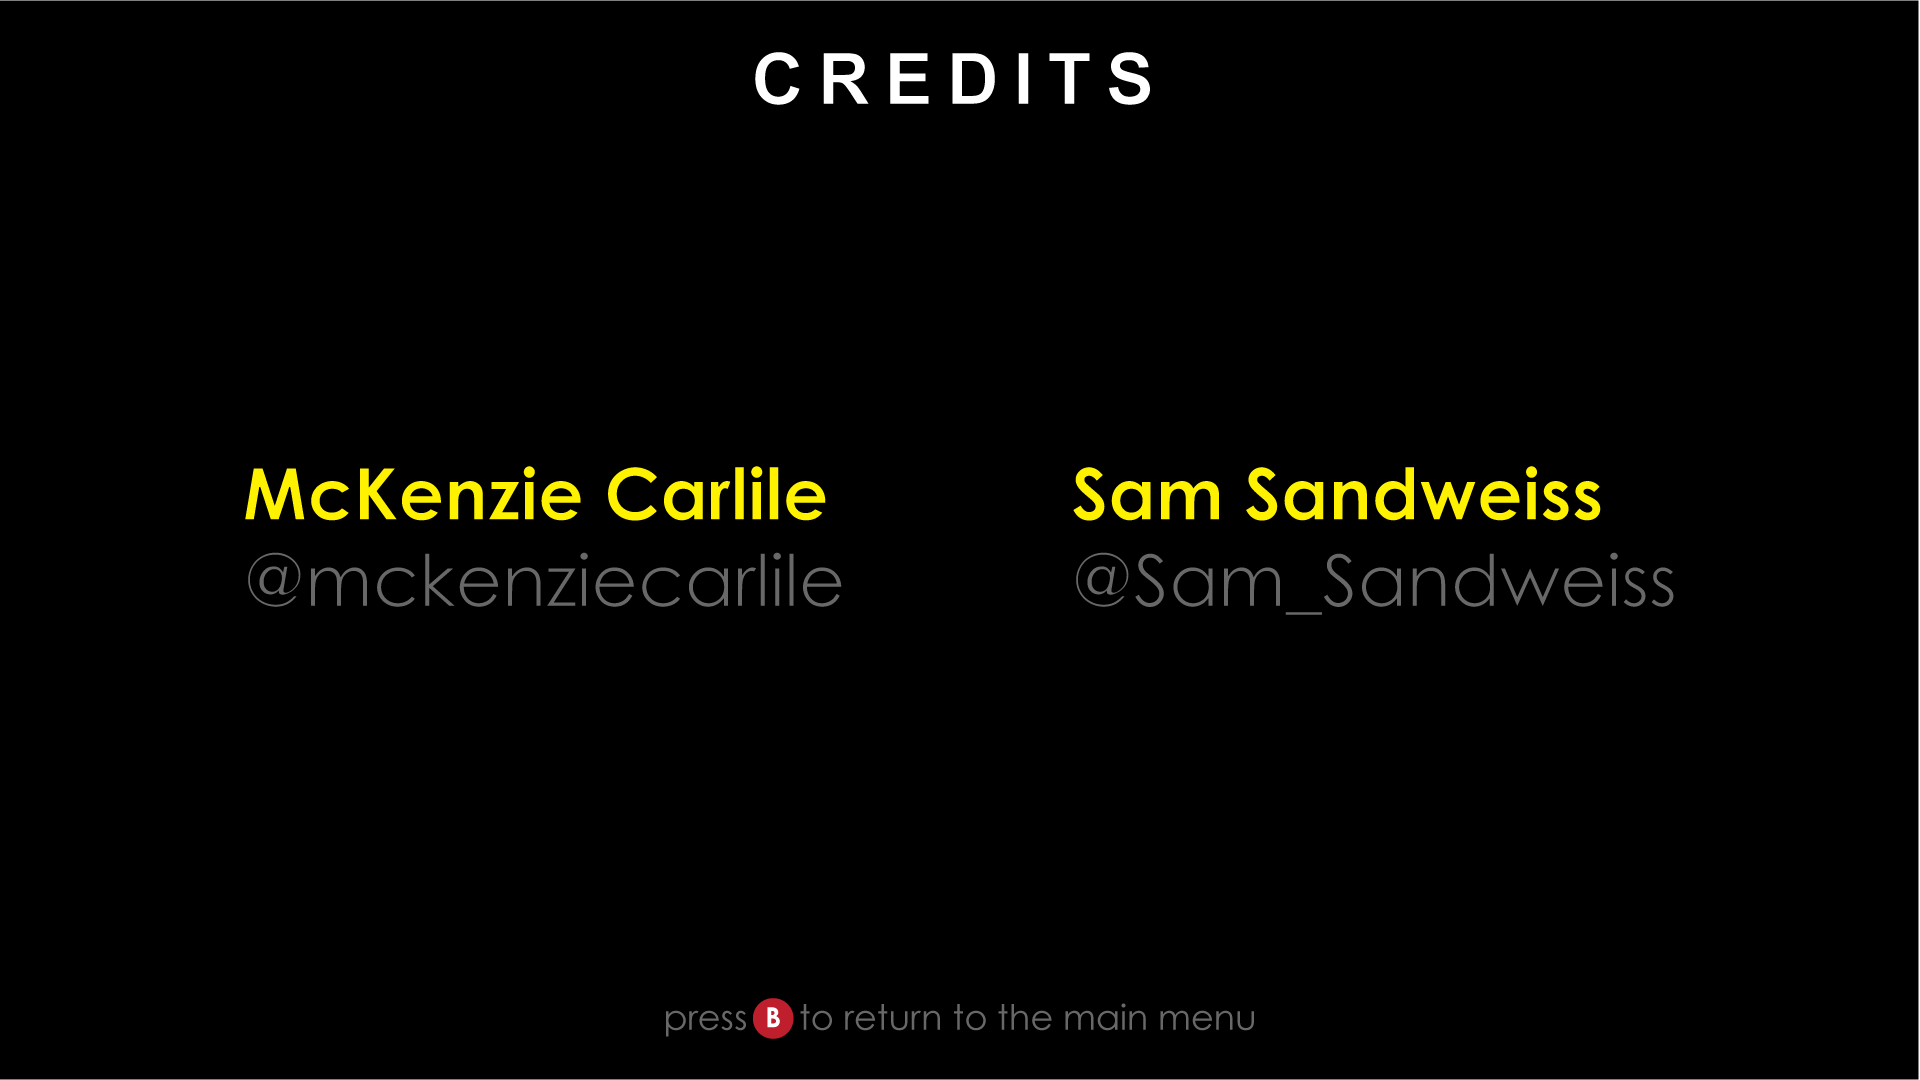 CREDITS
McKenzie Carlile
@mckenziecarlile
Sam Sandweiss
@Sam_Sandweiss
press B to return to the main menu